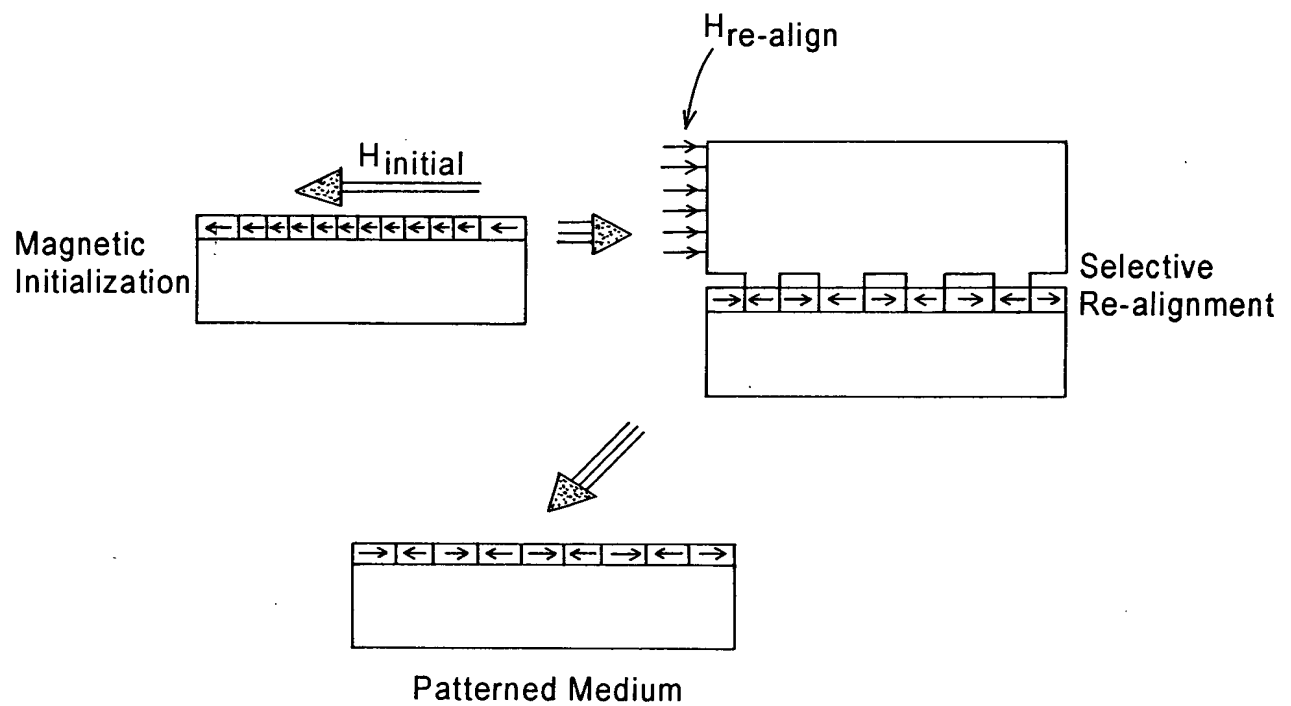 H re-align
H initial
Magnetic
Initialization
Selective
Re-alignment
Patterned Medium